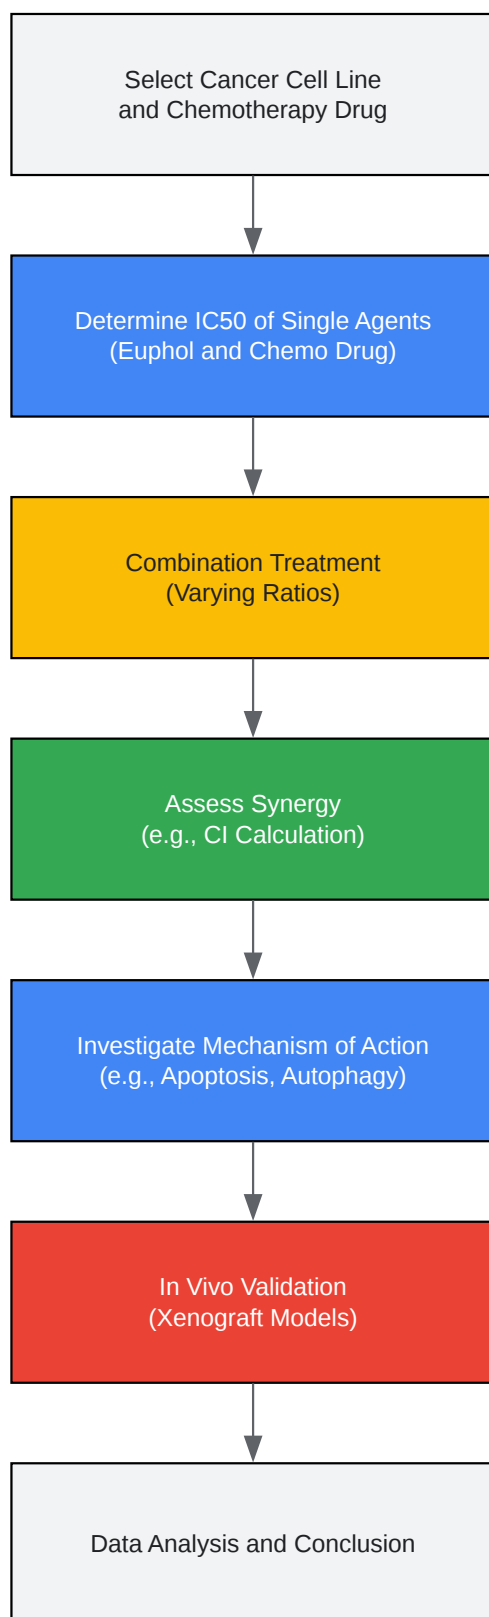 Select Cancer Cell Line
and Chemotherapy Drug
Determine IC50 of Single Agents
(Euphol and Chemo Drug)
Combination Treatment
(Varying Ratios)
Assess Synergy
(e.g., CI Calculation)
Investigate Mechanism of Action
(e.g., Apoptosis, Autophagy)
In Vivo Validation
(Xenograft Models)
Data Analysis and Conclusion